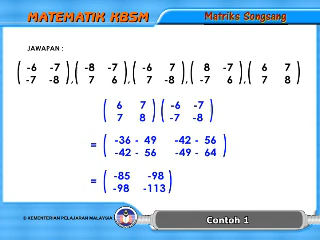 MATEMATIK KBSM
Matriks Songsang
JAWAPAN :
( -6 -7 ) , ( -8 -7 ) , ( -6 7 ) , ( 8 -7 ) , ( 6 7 )
( -7 -8 ) , ( 7 6 ) , ( 7 -8 ) , ( -7 6 ) , ( 7 8 )
( 6 7 ) ( -6 -7 )
( 7 8 ) ( -7 -8 )
= ( -36 - 49 -42 - 56 )
( -42 - 56 -49 - 64 )
= ( -85 -98 )
( -98 -113 )
© KEMENTERIAN PELAJARAN MALAYSIA
Contoh 1